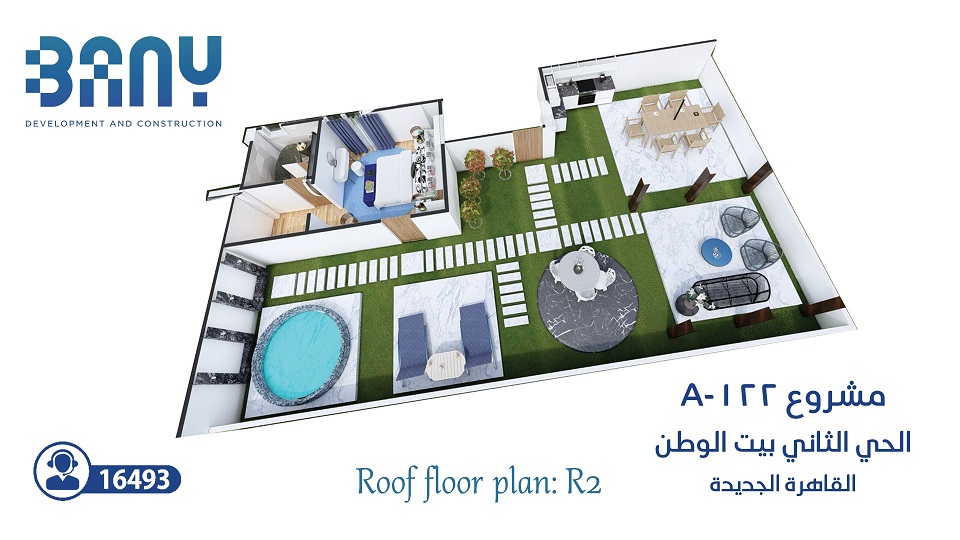 BANY
DEVELOPMENT AND CONSTRUCTION
مشروع A-١٢٢
الحي الثاني بيت الوطن
القاهرة الجديدة
16493
Roof floor plan: R2